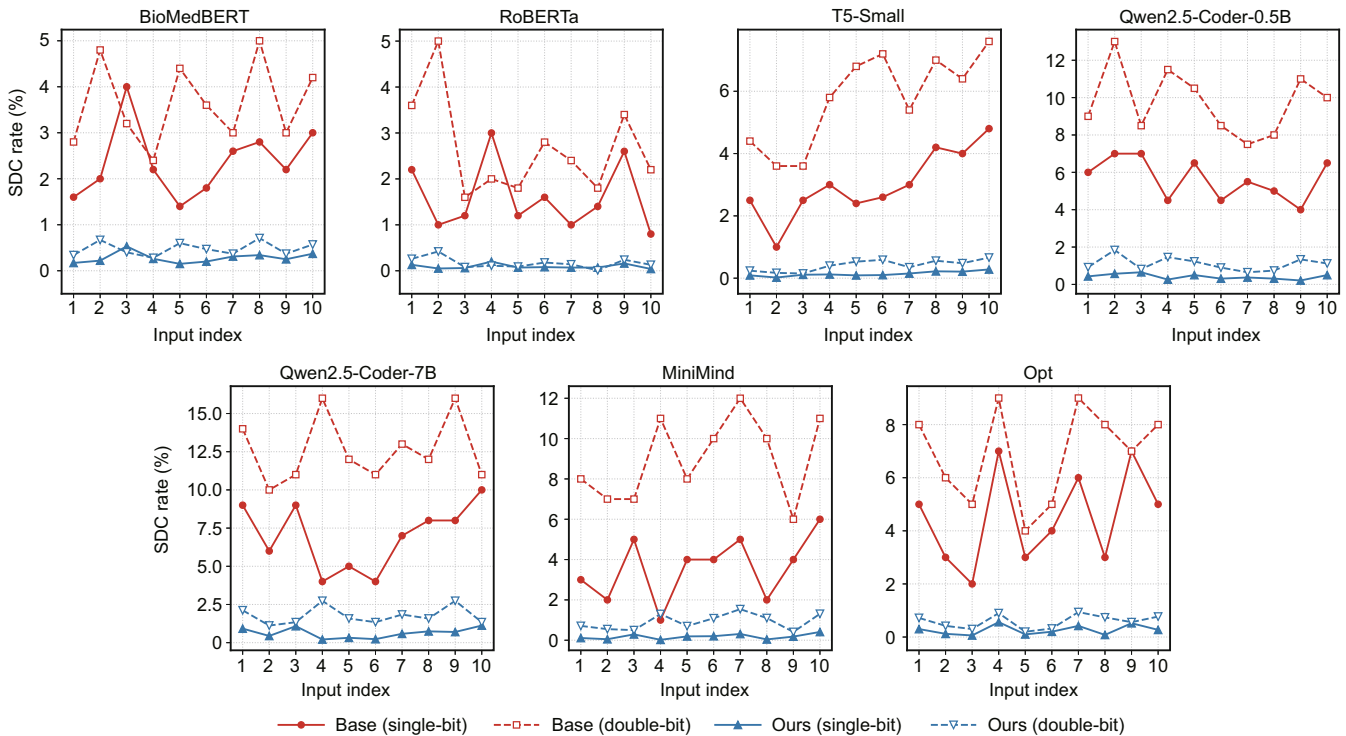 BioMedBERT
SDC rate (%)
5
4
3
2
1
0
1 2 3 4 5 6 7 8 9 10
Input index
RoBERTa
5
4
3
2
1
0
1 2 3 4 5 6 7 8 9 10
Input index
T5-Small
6
4
2
0
1 2 3 4 5 6 7 8 9 10
Input index
Qwen2.5-Coder-0.5B
12
10
8
6
4
2
0
1 2 3 4 5 6 7 8 9 10
Input index
Qwen2.5-Coder-7B
SDC rate (%)
15.0
12.5
10.0
7.5
5.0
2.5
0
1 2 3 4 5 6 7 8 9 10
Input index
MiniMind
12
10
8
6
4
2
0
1 2 3 4 5 6 7 8 9 10
Input index
Opt
8
6
4
2
0
1 2 3 4 5 6 7 8 9 10
Input index
Base (single-bit) Base (double-bit) Ours (single-bit) Ours (double-bit)